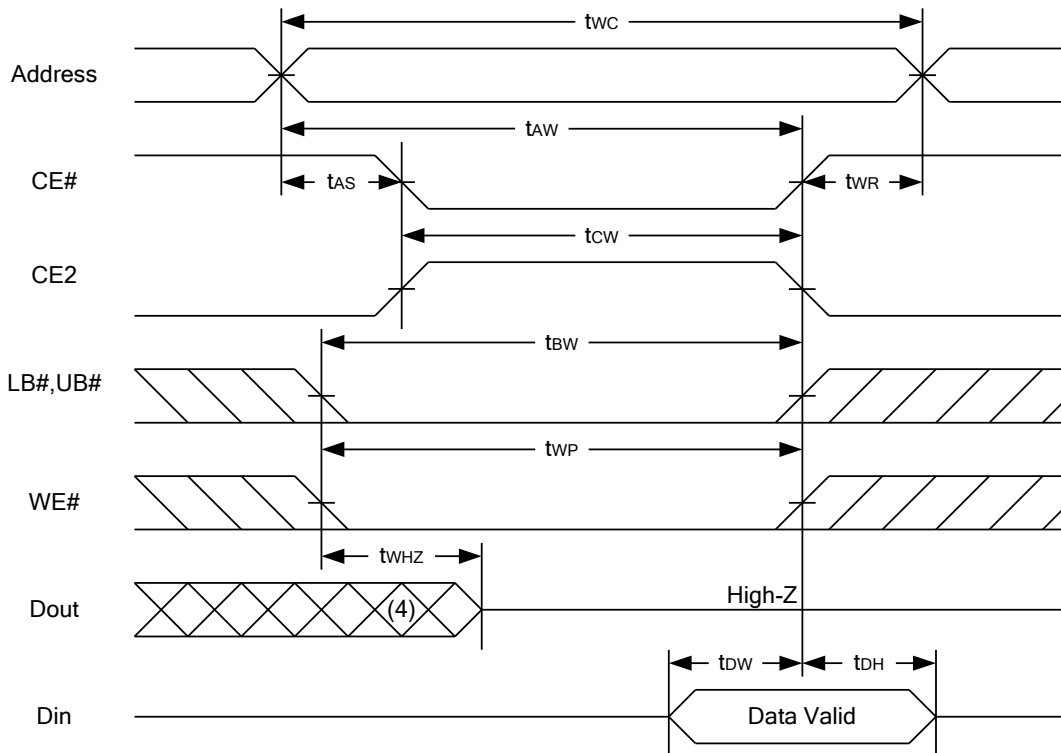 tWC
Address
tAW
CE#
tAS
tWR
tCW
CE2
tBW
LB#,UB#
tWP
WE#
tWHZ
Dout
(4)
High-Z
tDW
tDH
Din
Data Valid